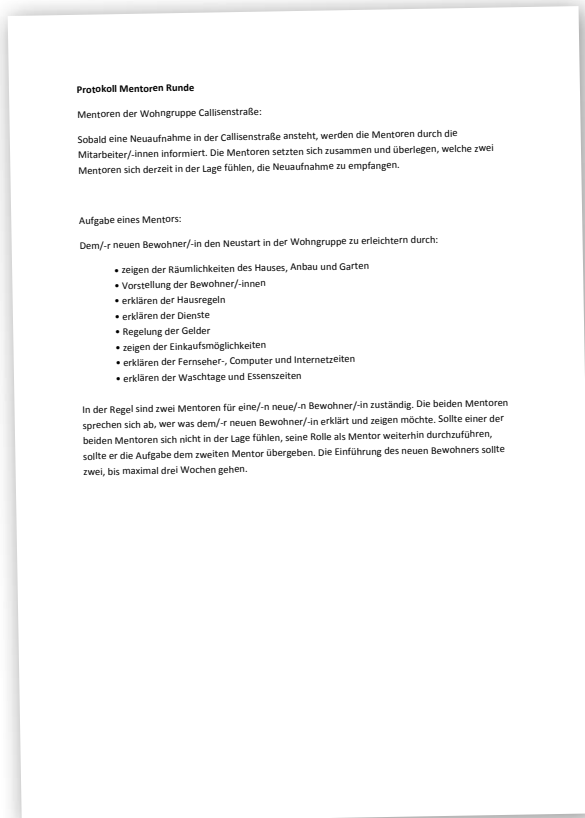 Protokoll Mentoren Runde
Mentoren der Wohngruppe Callisenstraße:
Sobald eine Neuaufnahme in der Callisenstraße ansteht, werden die Mentoren durch die
Mitarbeiter/-innen informiert. Die Mentoren setzten sich zusammen und überlegen, welche zwei
Mentoren sich derzeit in der Lage fühlen, die Neuaufnahme zu empfangen.
Aufgabe eines Mentors:
Dem/-r neuen Bewohner/-in den Neustart in der Wohngruppe zu erleichtern durch:
• zeigen der Räumlichkeiten des Hauses, Anbau und Garten
• Vorstellung der Bewohner/-innen
• erklären der Hausregeln
• erklären der Dienste
• Regelung der Gelder
• zeigen der Einkaufsmöglichkeiten
• erklären der Fernseher-, Computer und Internetzeiten
• erklären der Waschtage und Essenszeiten
In der Regel sind zwei Mentoren für eine/-n neue/-n Bewohner/-in zuständig. Die beiden Mentoren
sprechen sich ab, wer was dem/-r neuen Bewohner/-in erklärt und zeigen möchte. Sollte einer der
beiden Mentoren sich nicht in der Lage fühlen, seine Rolle als Mentor weiterhin durchzuführen,
sollte er die Aufgabe dem zweiten Mentor übergeben. Die Einführung des neuen Bewohners sollte
zwei, bis maximal drei Wochen gehen.